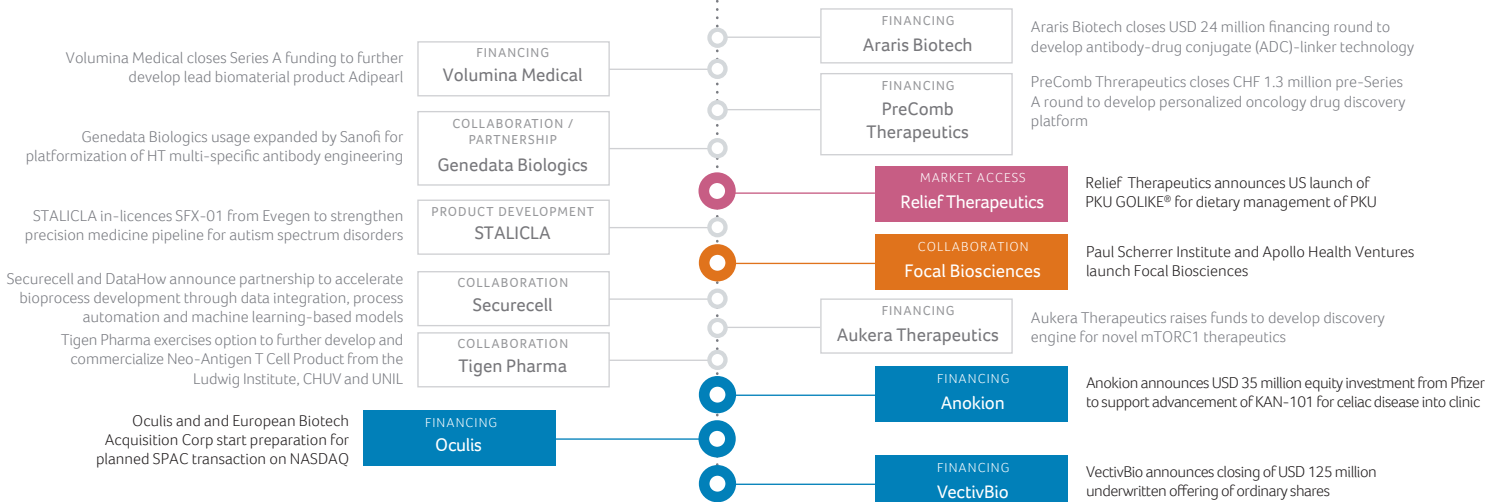 FINANCING
Araris Biotech
Araris Biotech closes USD 24 million financing round to
develop antibody-drug conjugate (ADC)-linker technology
Volumina Medical closes Series A funding to further
develop lead biomaterial product Adipearl
FINANCING
Volumina Medical
FINANCING
PreComb
Therapeutics
PreComb Threrapeutics closes CHF 1.3 million pre-Series
A round to develop personalized oncology drug discovery
platform
Genedata Biologics usage expanded by Sanofi for
platformization of HT multi-specific antibody engineering
COLLABORATION /
PARTNERSHIP
Genedata Biologics
MARKET ACCESS
Relief Therapeutics
Relief Therapeutics announces US launch of
PKU GOLIKE® for dietary management of PKU
STALICLA in-licences SFX-01 from Evegen to strengthen
precision medicine pipeline for autism spectrum disorders
PRODUCT DEVELOPMENT
STALICLA
COLLABORATION
Focal Biosciences
Paul Scherrer Institute and Apollo Health Ventures
launch Focal Biosciences
Securecell and DataHow announce partnership to accelerate
bioprocess development through data integration, process
automation and machine learning-based models
COLLABORATION
Securecell
FINANCING
Aukera Therapeutics
Aukera Therapeutics raises funds to develop discovery
engine for novel mTORC1 therapeutics
Tigen Pharma exercises option to further develop and
commercialize Neo-Antigen T Cell Product from the
Ludwig Institute, CHUV and UNIL
COLLABORATION
Tigen Pharma
FINANCING
Anokion
Anokion announces USD 35 million equity investment from Pfizer
to support advancement of KAN-101 for celiac disease into clinic
Oculis and and European Biotech
Acquisition Corp start preparation for
planned SPAC transaction on NASDAQ
FINANCING
Oculis
FINANCING
VectivBio
VectivBio announces closing of USD 125 million
underwritten offering of ordinary shares